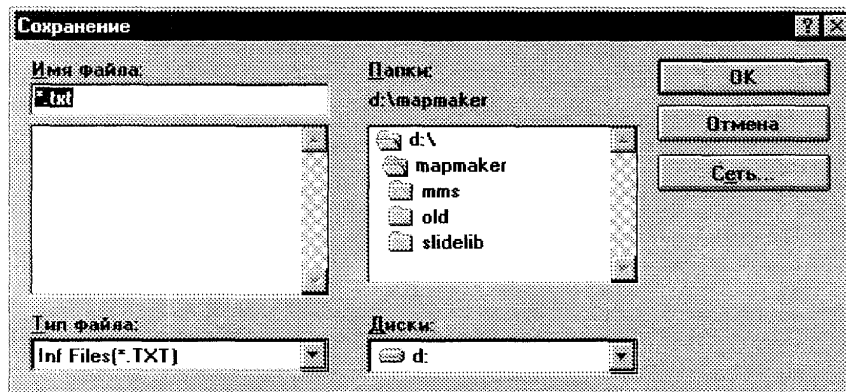 Сохранение
Имя файла:
*.txt
Папки:
d:\mapmaker
d:\
mapmaker
mms
old
slidelib
OK
Отмена
Сеть...
Тип файла:
Inf Files(*.TXT)
Диски:
d: